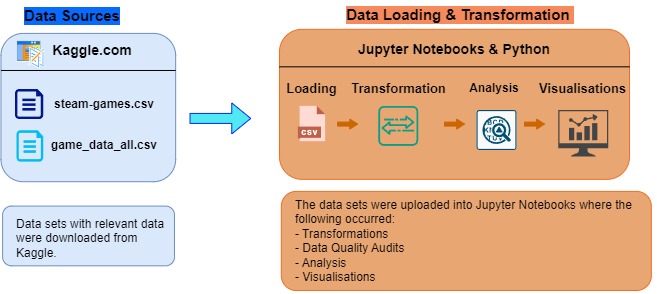 Data Sources
Kaggle.com
steam-games.csv
game_data_all.csv
Data sets with relevant data
were downloaded from
Kaggle.
Data Loading & Transformation
Jupyter Notebooks & Python
Loading
Transformation
Analysis
Visualisations
CSV
The data sets were uploaded into Jupyter Notebooks where the
following occurred:
- Transformations
- Data Quality Audits
- Analysis
- Visualisations